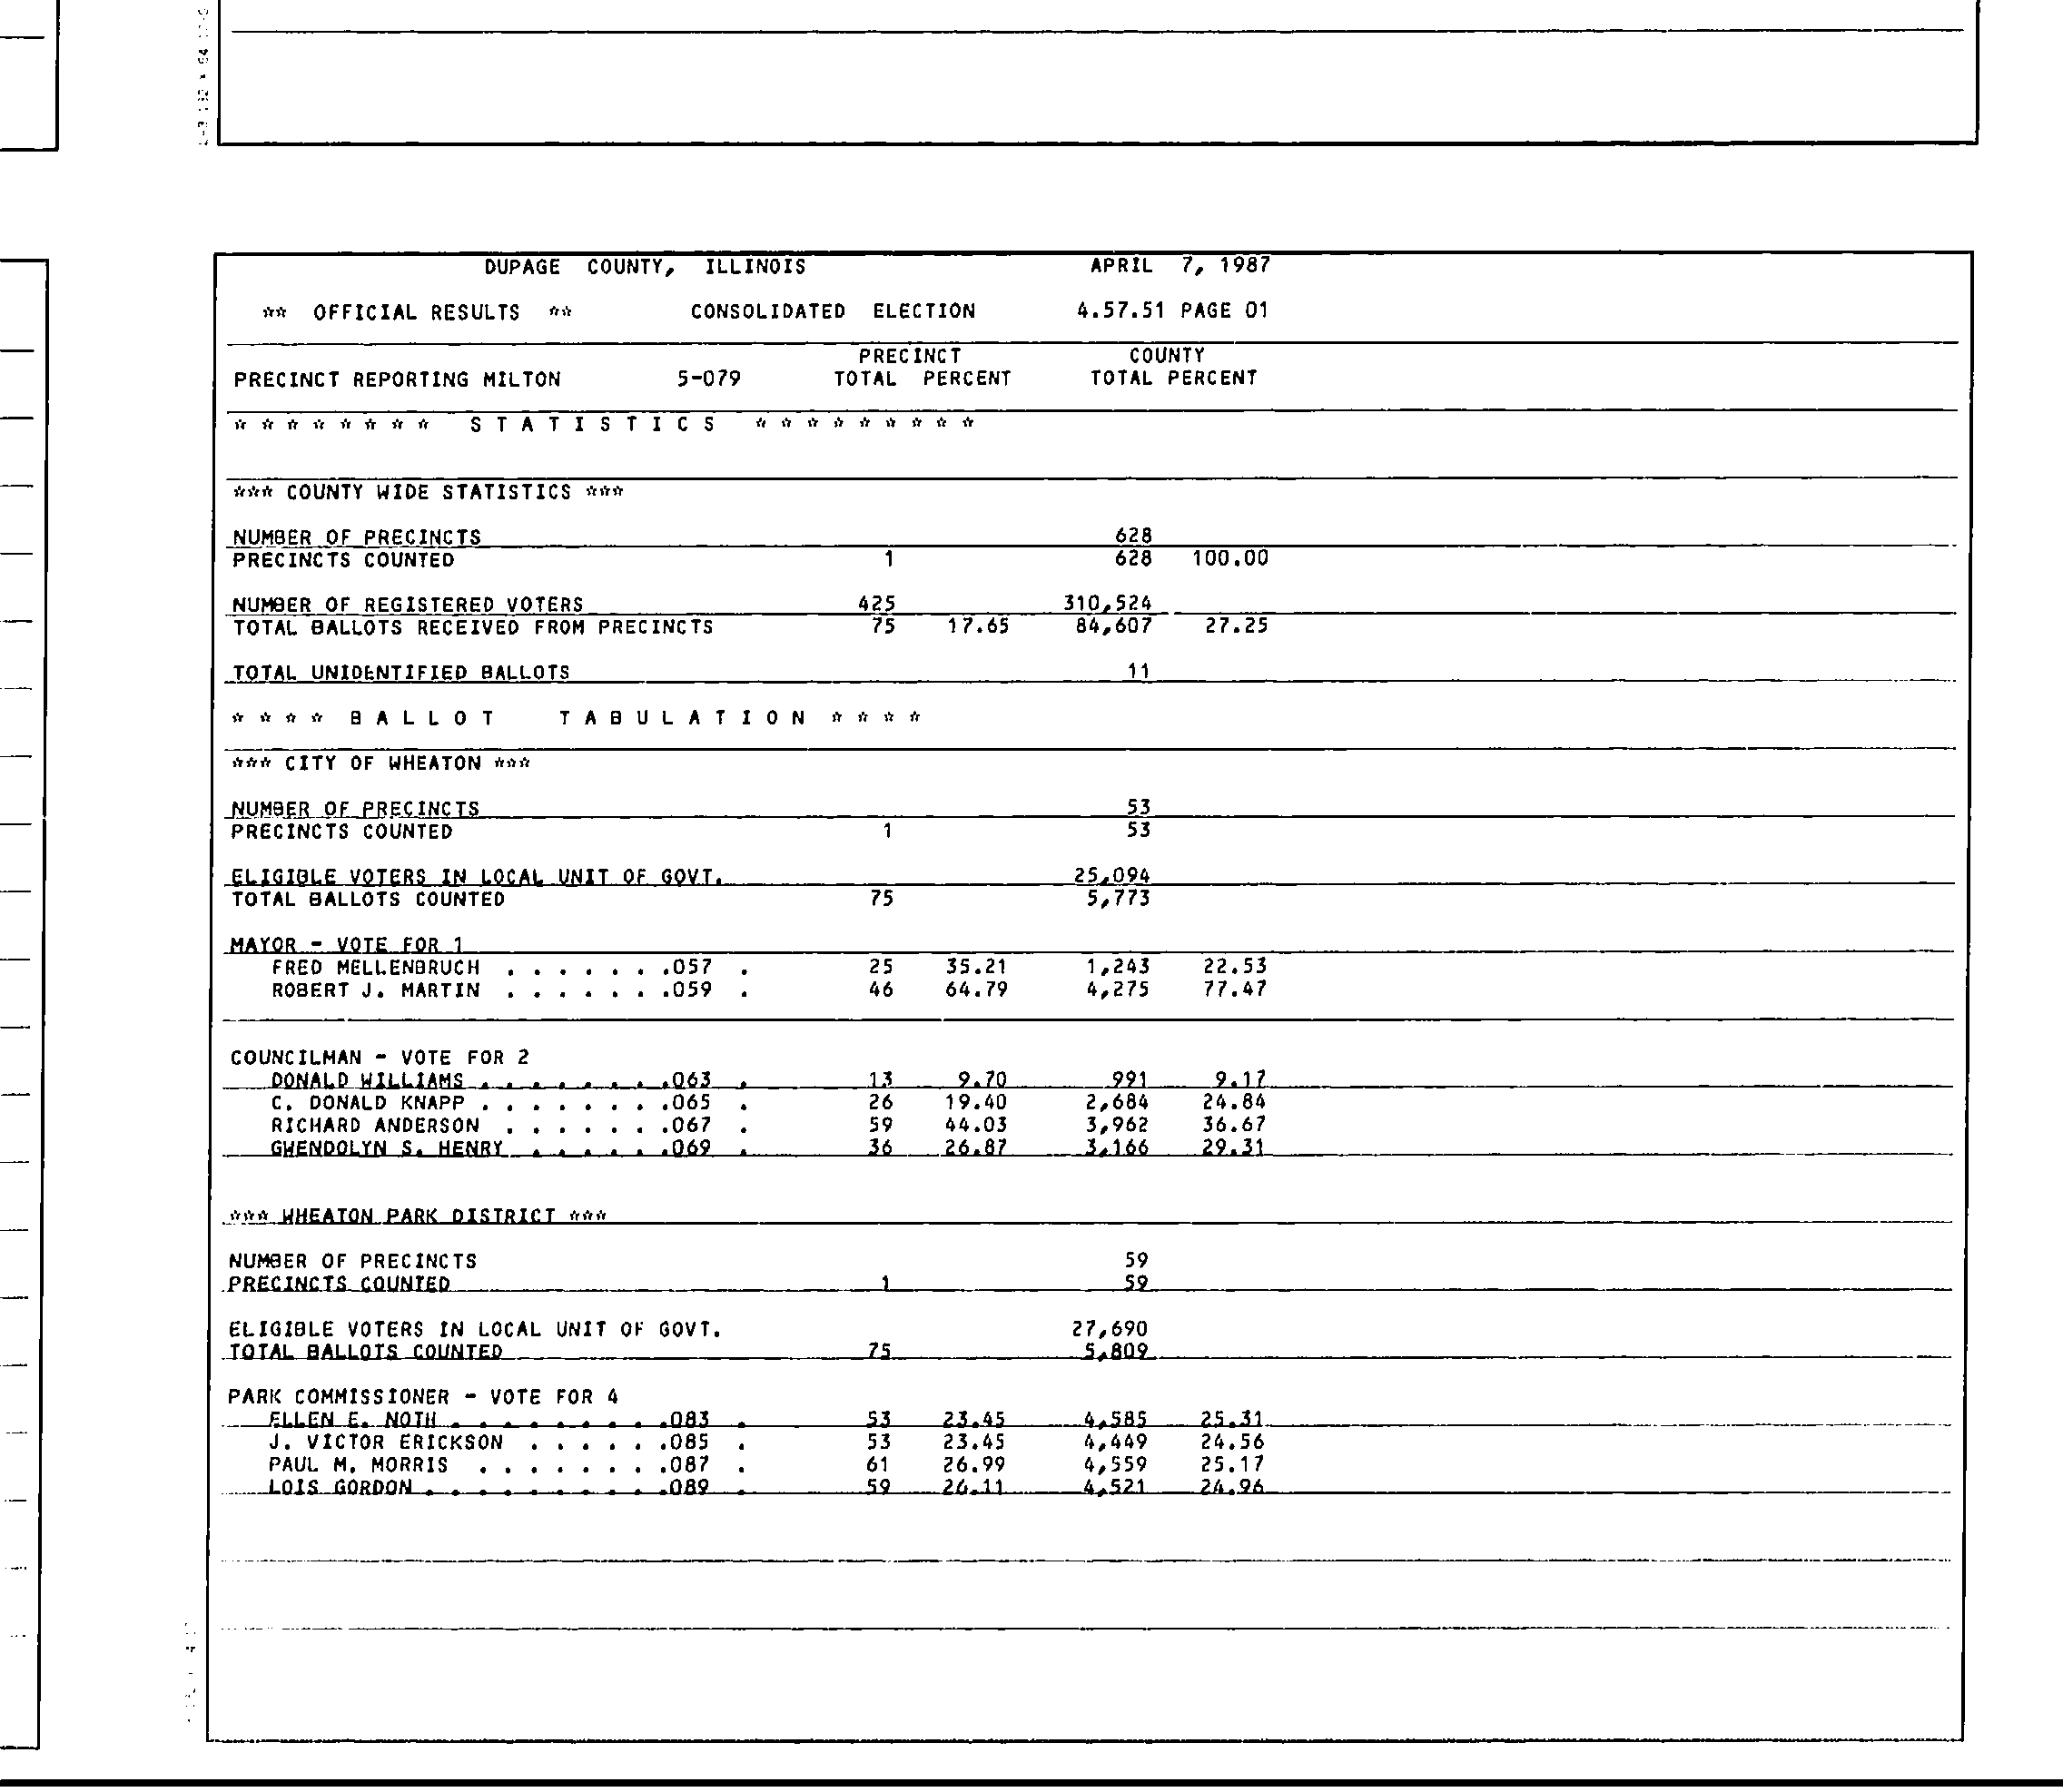 DUPAGE COUNTY, ILLINOIS APRIL 7, 1987
** OFFICIAL RESULTS ** CONSOLIDATED ELECTION 4.57.51 PAGE 01
PRECINCT COUNTY
PRECINCT REPORTING MILTON 5-079 TOTAL PERCENT TOTAL PERCENT
* * * * * * * * S T A T I S T I C S * * * * * * * * *
*** COUNTY WIDE STATISTICS ***
NUMBER OF PRECINCTS 628
PRECINCTS COUNTED 1 628 100.00
NUMBER OF REGISTERED VOTERS 425 310,524
TOTAL BALLOTS RECEIVED FROM PRECINCTS 75 17.65 84,607 27.25
TOTAL UNIDENTIFIED BALLOTS 11
* * * * B A L L O T T A B U L A T I O N * * * *
*** CITY OF WHEATON ***
NUMBER OF PRECINCTS 53
PRECINCTS COUNTED 1 53
ELIGIBLE VOTERS IN LOCAL UNIT OF GOVT. 25,094
TOTAL BALLOTS COUNTED 75 5,773
MAYOR - VOTE FOR 1
FRED MELLENBRUCH . . . . . . .057 . 25 35.21 1,243 22.53
ROBERT J. MARTIN . . . . . . .059 . 46 64.79 4,275 77.47
COUNCILMAN - VOTE FOR 2
DONALD WILLIAMS . . . . . . . .063 . 13 9.70 991 9.17
C. DONALD KNAPP . . . . . . . .065 . 26 19.40 2,684 24.84
RICHARD ANDERSON . . . . . . .067 . 59 44.03 3,962 36.67
GWENDOLYN S. HENRY . . . . . .069 . 36 26.87 3,166 29.31
*** WHEATON PARK DISTRICT ***
NUMBER OF PRECINCTS 59
PRECINCTS COUNTED 1 59
ELIGIBLE VOTERS IN LOCAL UNIT OF GOVT. 27,690
TOTAL BALLOTS COUNTED 75 5,809
PARK COMMISSIONER - VOTE FOR 4
ELLEN E. NOTH . . . . . . . . .083 . 53 23.45 4,585 25.31
J. VICTOR ERICKSON . . . . . .085 . 53 23.45 4,449 24.56
PAUL M. MORRIS . . . . . . . .087 . 61 26.99 4,559 25.17
LOIS GORDON . . . . . . . . . .089 . 59 26.11 4,521 24.96